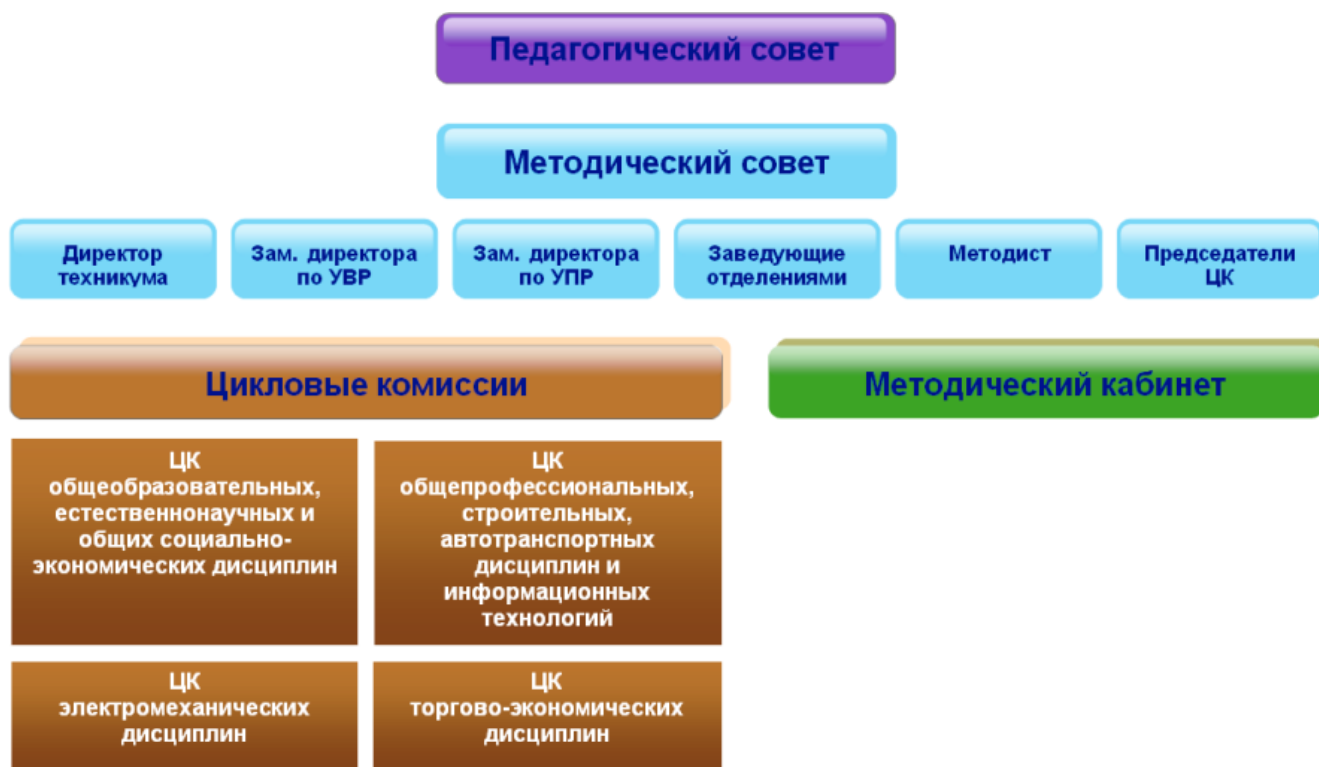 Педагогический совет
Методический совет
Директор
техникума
Зам. директора
по УВР
Зам. директора
по УПР
Заведующие
отделениями
Методист
Председатели
ЦК
Цикловые комиссии
Методический кабинет
ЦК
общеобразовательных,
естественнонаучных и
общих социально-
экономических дисциплин
ЦК
общепрофессиональных,
строительных,
автотранспортных
дисциплин и
информационных
технологий
ЦК
электромеханических
дисциплин
ЦК
торгово-экономических
дисциплин